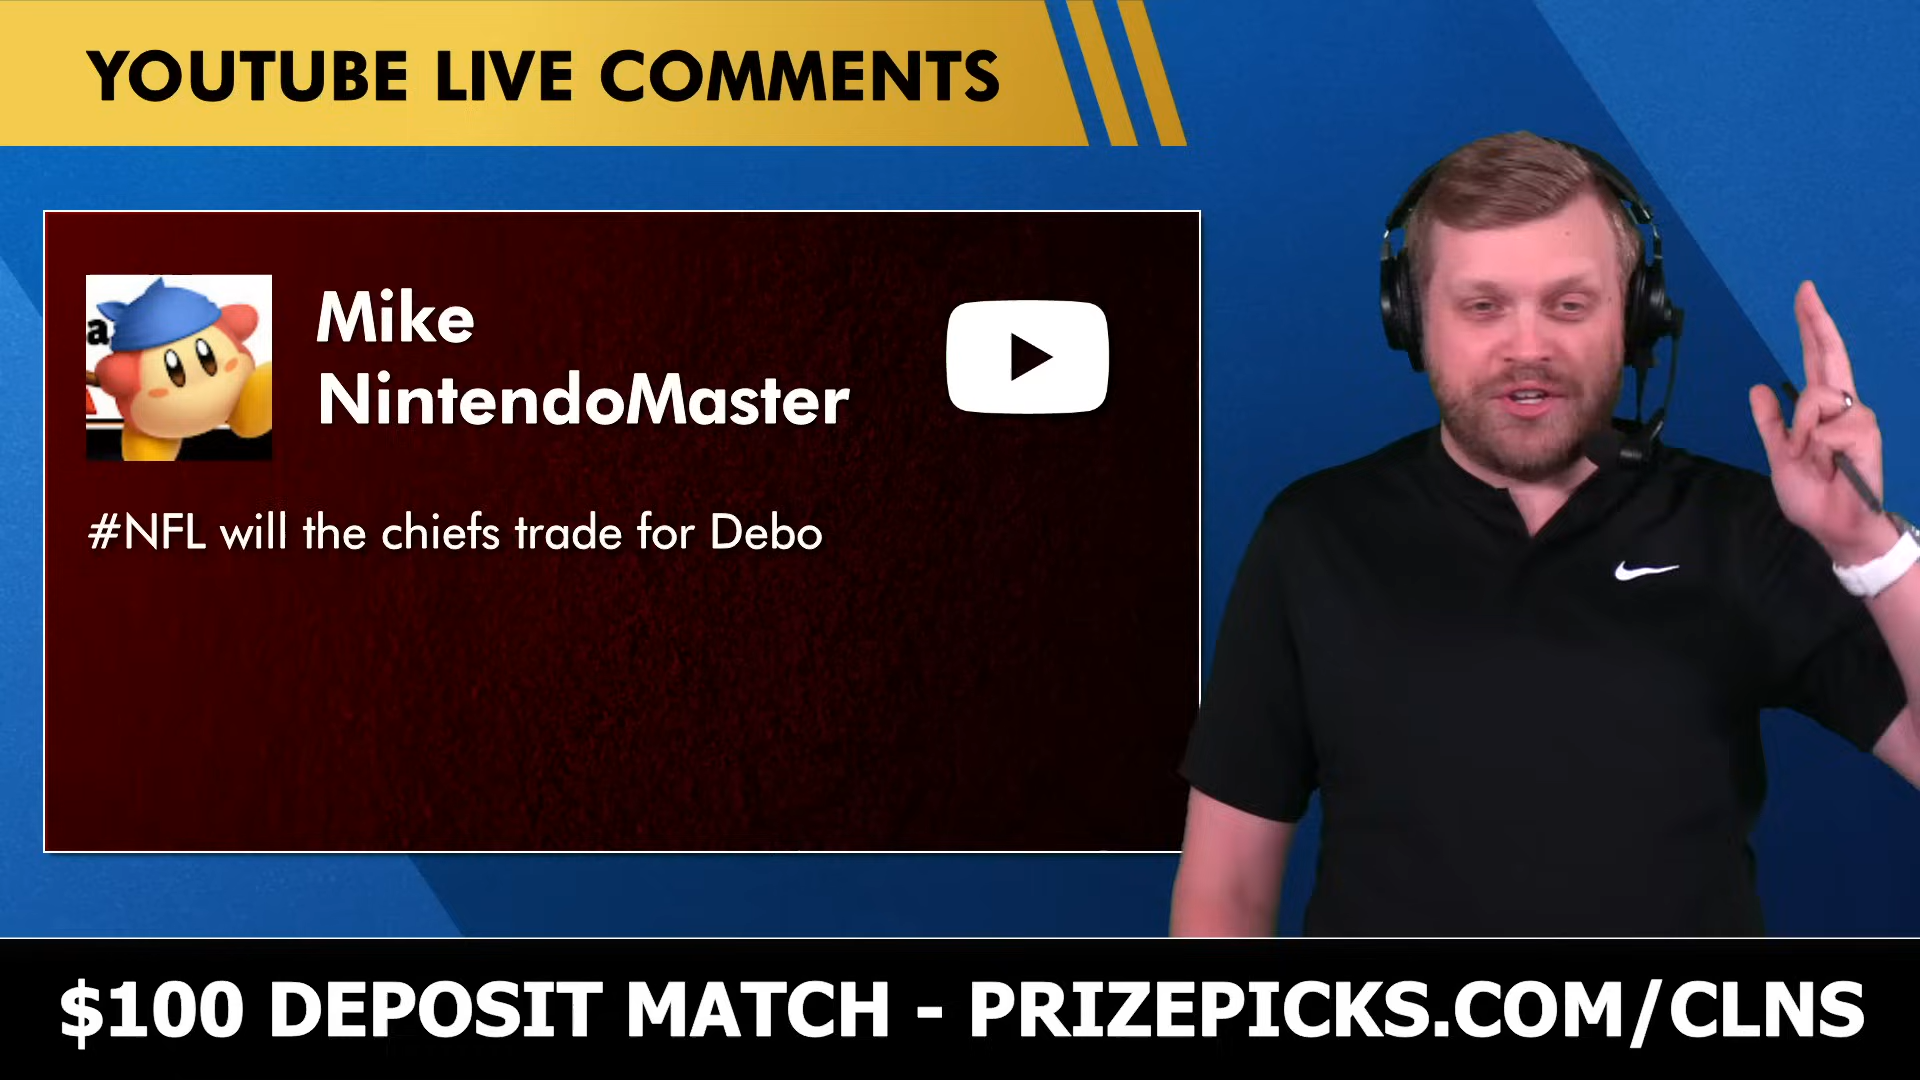 YOUTUBE LIVE COMMENTS
a
Mike
NintendoMaster
#NFL will the chiefs trade for Debo
$100 DEPOSIT MATCH - PRIZEPICKS.COM/CLNS